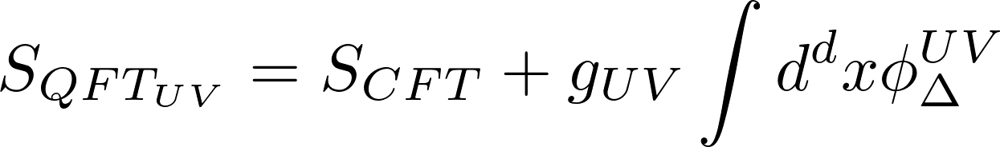 $S_{QFT_{UV}} = S_{CFT} + g_{UV} \int d^d x \phi_{\Delta}^{UV}$